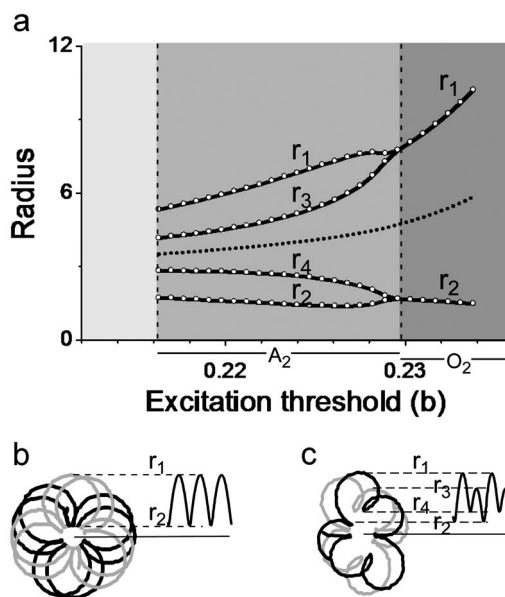 a
12
r1
r1
Radius
r3
6
r4
r2
r2
0
0.22 A2 0.23 O2
Excitation threshold (b)
b
c
r1
r1
r3
r4
r2
r2